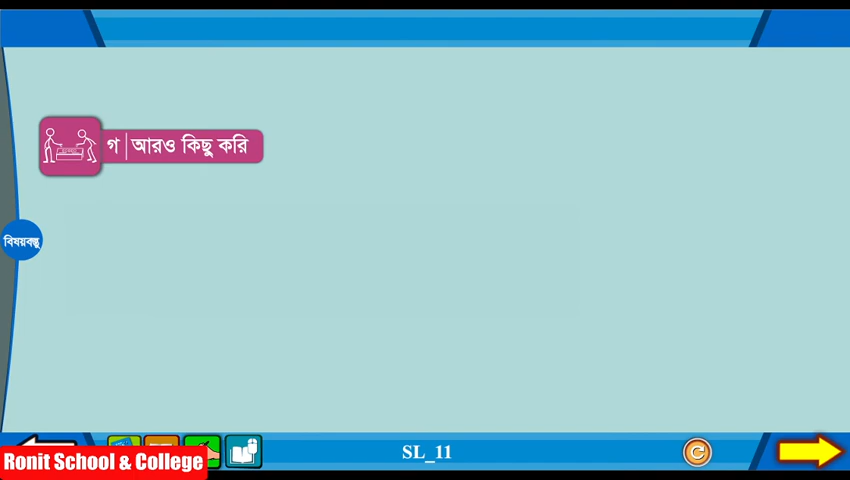 গ আরও কিছু করি
বিষয়বস্তু
SL_11
Ronit School & College